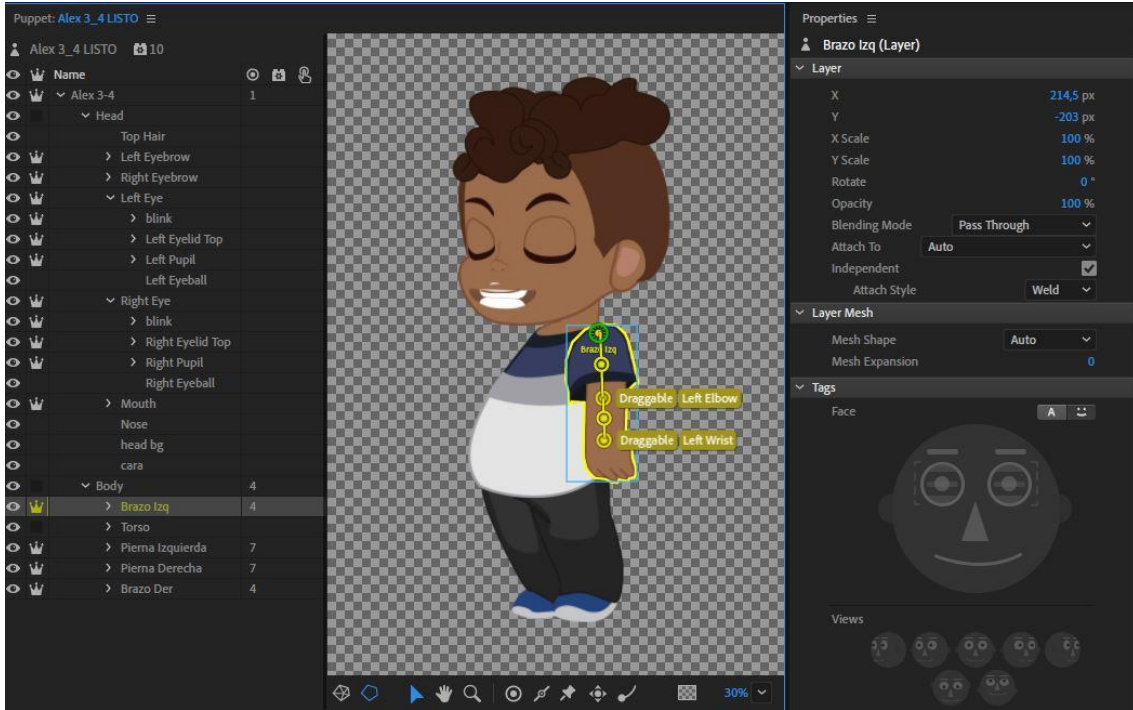 Puppet: Alex 3_4 LISTO
Alex 3_4 LISTO 10
Name
Alex 3-4 1
Head
Top Hair
Left Eyebrow
Right Eyebrow
Left Eye
blink
Left Eyelid Top
Left Pupil
Left Eyeball
Right Eye
blink
Right Eyelid Top
Right Pupil
Right Eyeball
Mouth
Nose
head bg
cara
Body 4
Brazo Izq 4
Torso
Pierna Izquierda 7
Pierna Derecha 7
Brazo Der 4
Brazo Izq
Draggable Left Elbow
Draggable Left Wrist
30%
Properties
Brazo Izq (Layer)
Layer
X 214,5 px
Y -203 px
X Scale 100 %
Y Scale 100 %
Rotate 0 °
Opacity 100 %
Blending Mode Pass Through
Attach To Auto
Independent
Attach Style Weld
Layer Mesh
Mesh Shape Auto
Mesh Expansion 0
Tags
Face A
Views